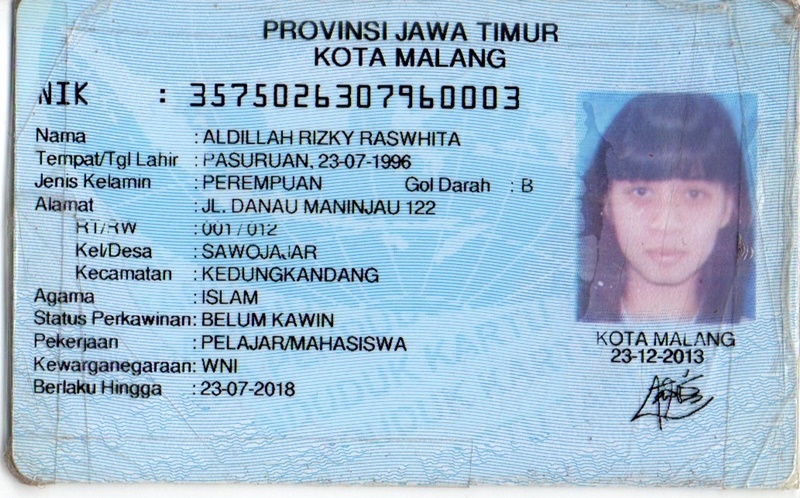 PROVINSI JAWA TIMUR
KOTA MALANG
NIK : 3575026307960003
Nama : ALDILLAH RIZKY RASWHITA
Tempat/Tgl Lahir : PASURUAN, 23-07-1996
Jenis Kelamin : PEREMPUAN Gol Darah : B
Alamat : JL. DANAU MANINJAU 122
RT/RW : 001 / 012
Kel/Desa : SAWOJAJAR
Kecamatan : KEDUNGKANDANG
Agama : ISLAM
Status Perkawinan: BELUM KAWIN
Pekerjaan : PELAJAR/MAHASISWA
Kewarganegaraan: WNI
Berlaku Hingga : 23-07-2018
KOTA MALANG
23-12-2013